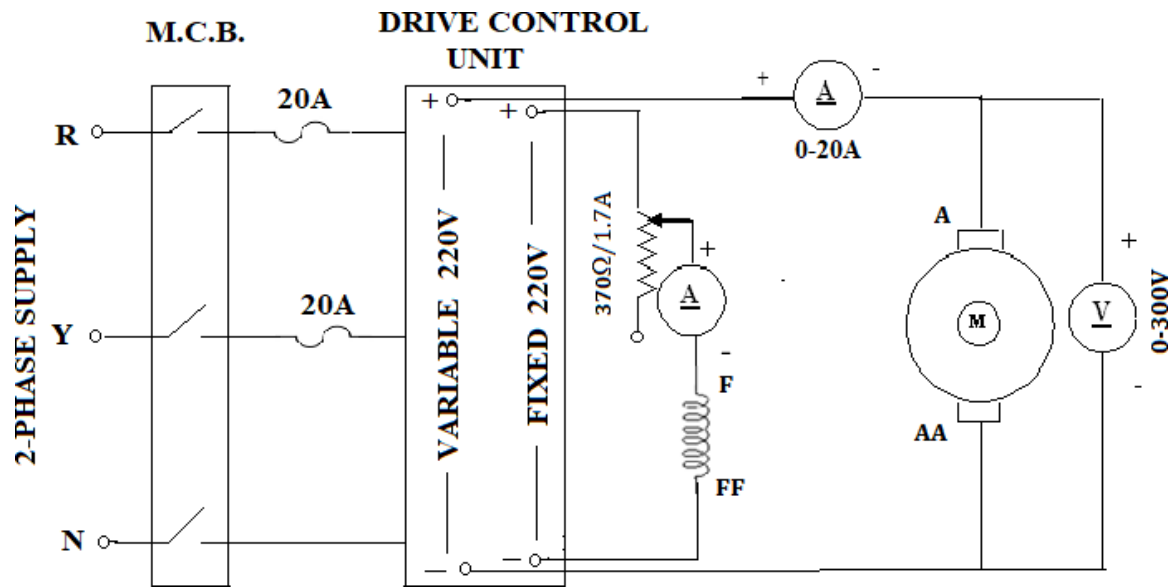 M.C.B.
DRIVE CONTROL
UNIT
20A
R
+
+
+
-
A
0-20A
2-PHASE SUPPLY
VARIABLE 220V
FIXED 220V
370Ω/1.7A
+
A
-
A
M
AA
+
V
-
0-300V
20A
Y
F
FF
N
−
−